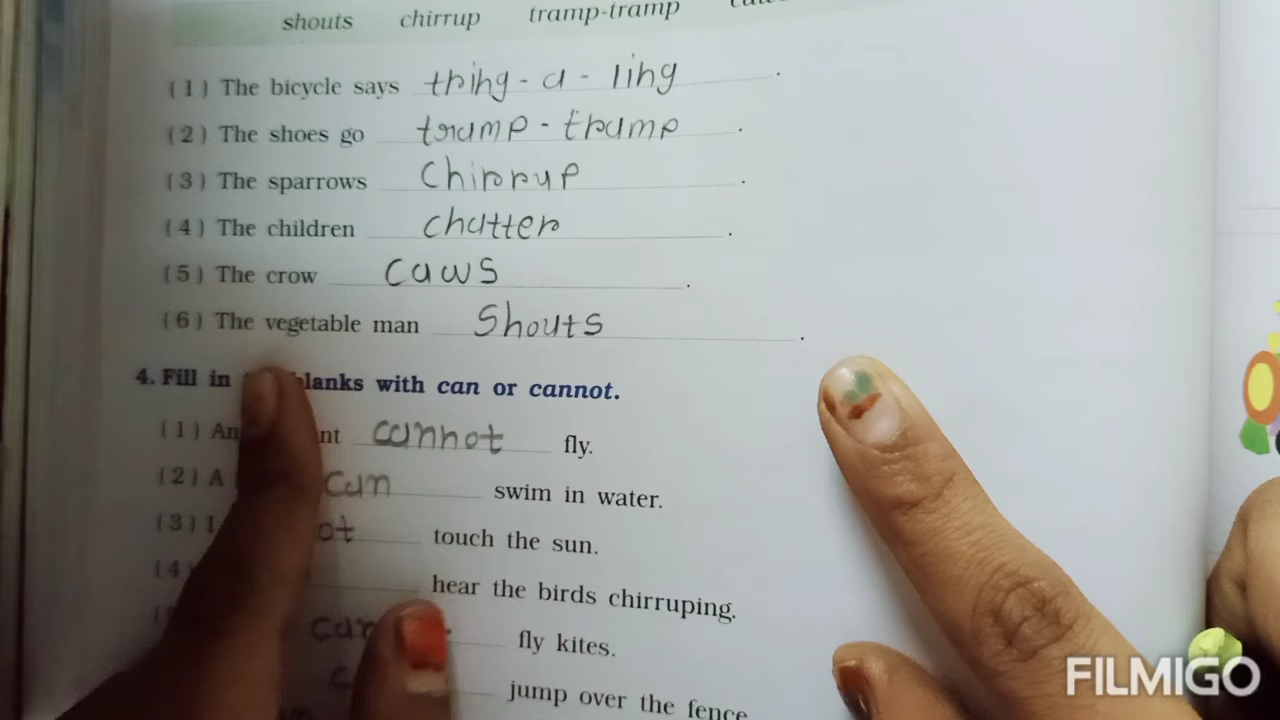 shouts chirrup tramp-tramp
(1) The bicycle says tring-a-ling.
(2) The shoes go tramp-tramp.
(3) The sparrows Chirrup.
(4) The children chatter.
(5) The crow caws.
(6) The vegetable man Shouts.
4. Fill in blanks with can or cannot.
(1) An cannot fly.
(2) A can swim in water.
(3) I touch the sun.
(4) hear the birds chirruping.
fly kites.
jump over the fence
FILMIGO